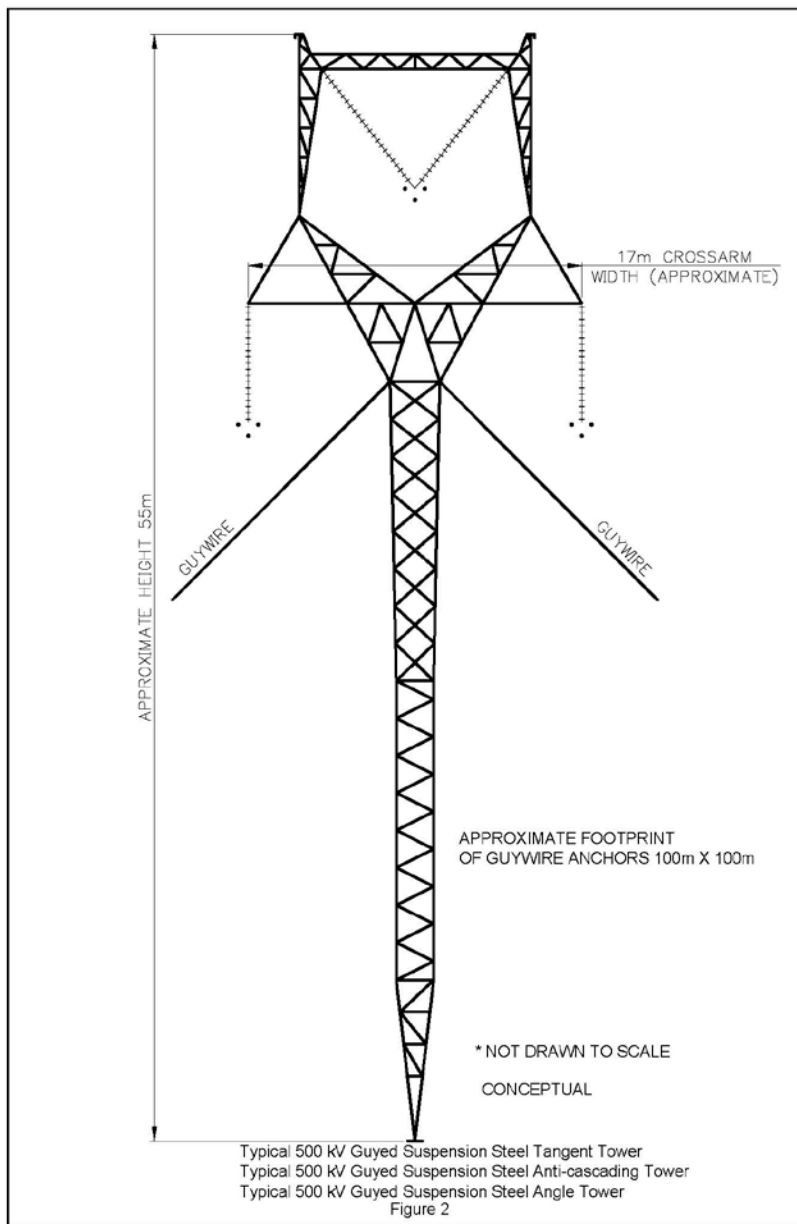 17m CROSSARM
WIDTH (APPROXIMATE)
GUYWIRE
GUYWIRE
APPROXIMATE HEIGHT 55m
APPROXIMATE FOOTPRINT
OF GUYWIRE ANCHORS 100m X 100m
* NOT DRAWN TO SCALE
CONCEPTUAL
Typical 500 kV Guyed Suspension Steel Tangent Tower
Typical 500 kV Guyed Suspension Steel Anti-cascading Tower
Typical 500 kV Guyed Suspension Steel Angle Tower
Figure 2